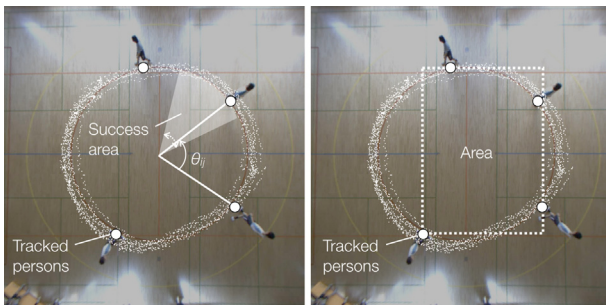 Success
area
θij
Tracked
persons
Area
Tracked
persons